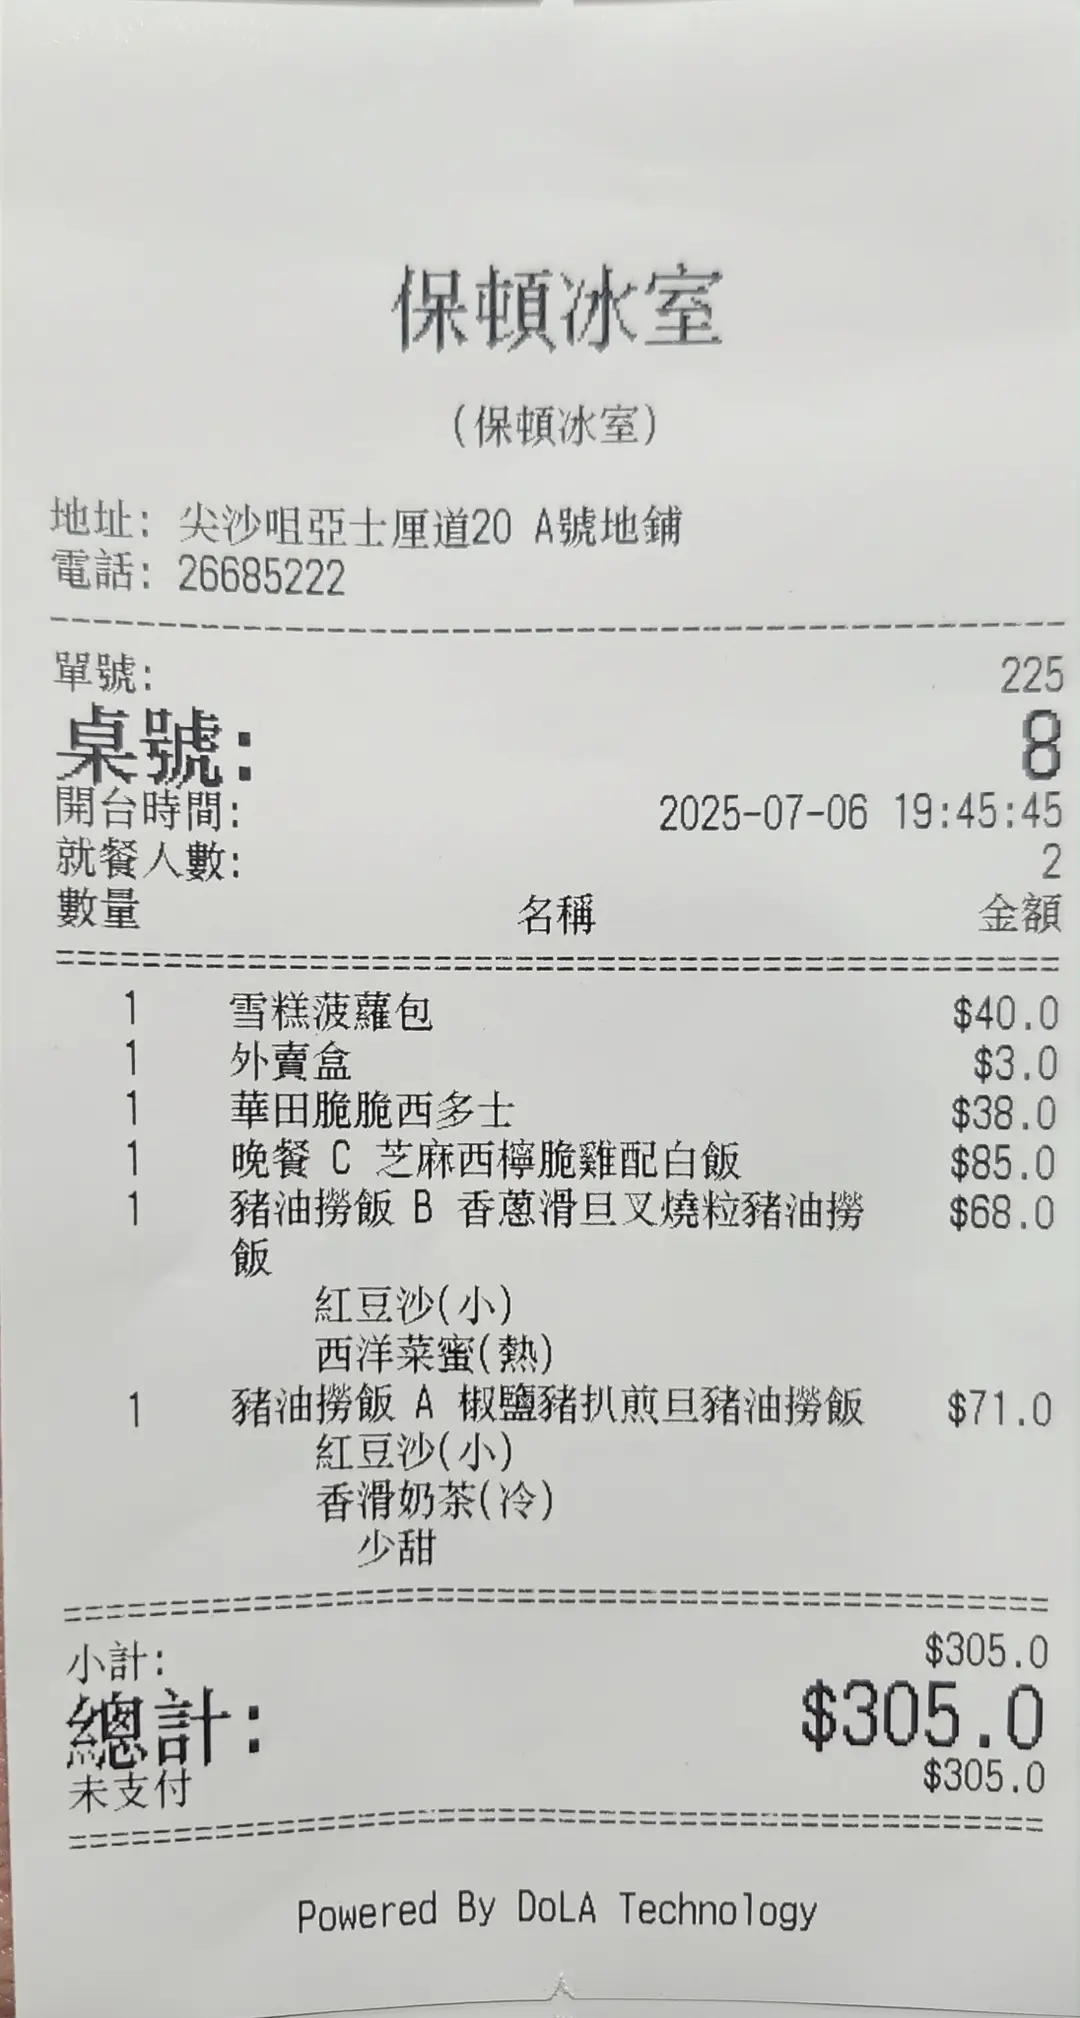 保頓冰室
(保頓冰室)
地址: 尖沙咀亞士厘道20 A號地鋪
電話: 26685222
單號: 225
桌號: 8
開台時間: 2025-07-06 19:45:45
就餐人數: 2
數量 名稱 金額
1 雪糕菠蘿包 $40.0
1 外賣盒 $3.0
1 華田脆脆西多士 $38.0
1 晚餐 C 芝麻西檸脆雞配白飯 $85.0
1 豬油撈飯 B 香蔥滑旦叉燒粒豬油撈 $68.0
飯
紅豆沙(小)
西洋菜蜜(熱)
1 豬油撈飯 A 椒鹽豬扒煎旦豬油撈飯 $71.0
紅豆沙(小)
香滑奶茶(冷)
少甜
小計: $305.0
總計: $305.0
未支付 $305.0
Powered By DoLA Technology